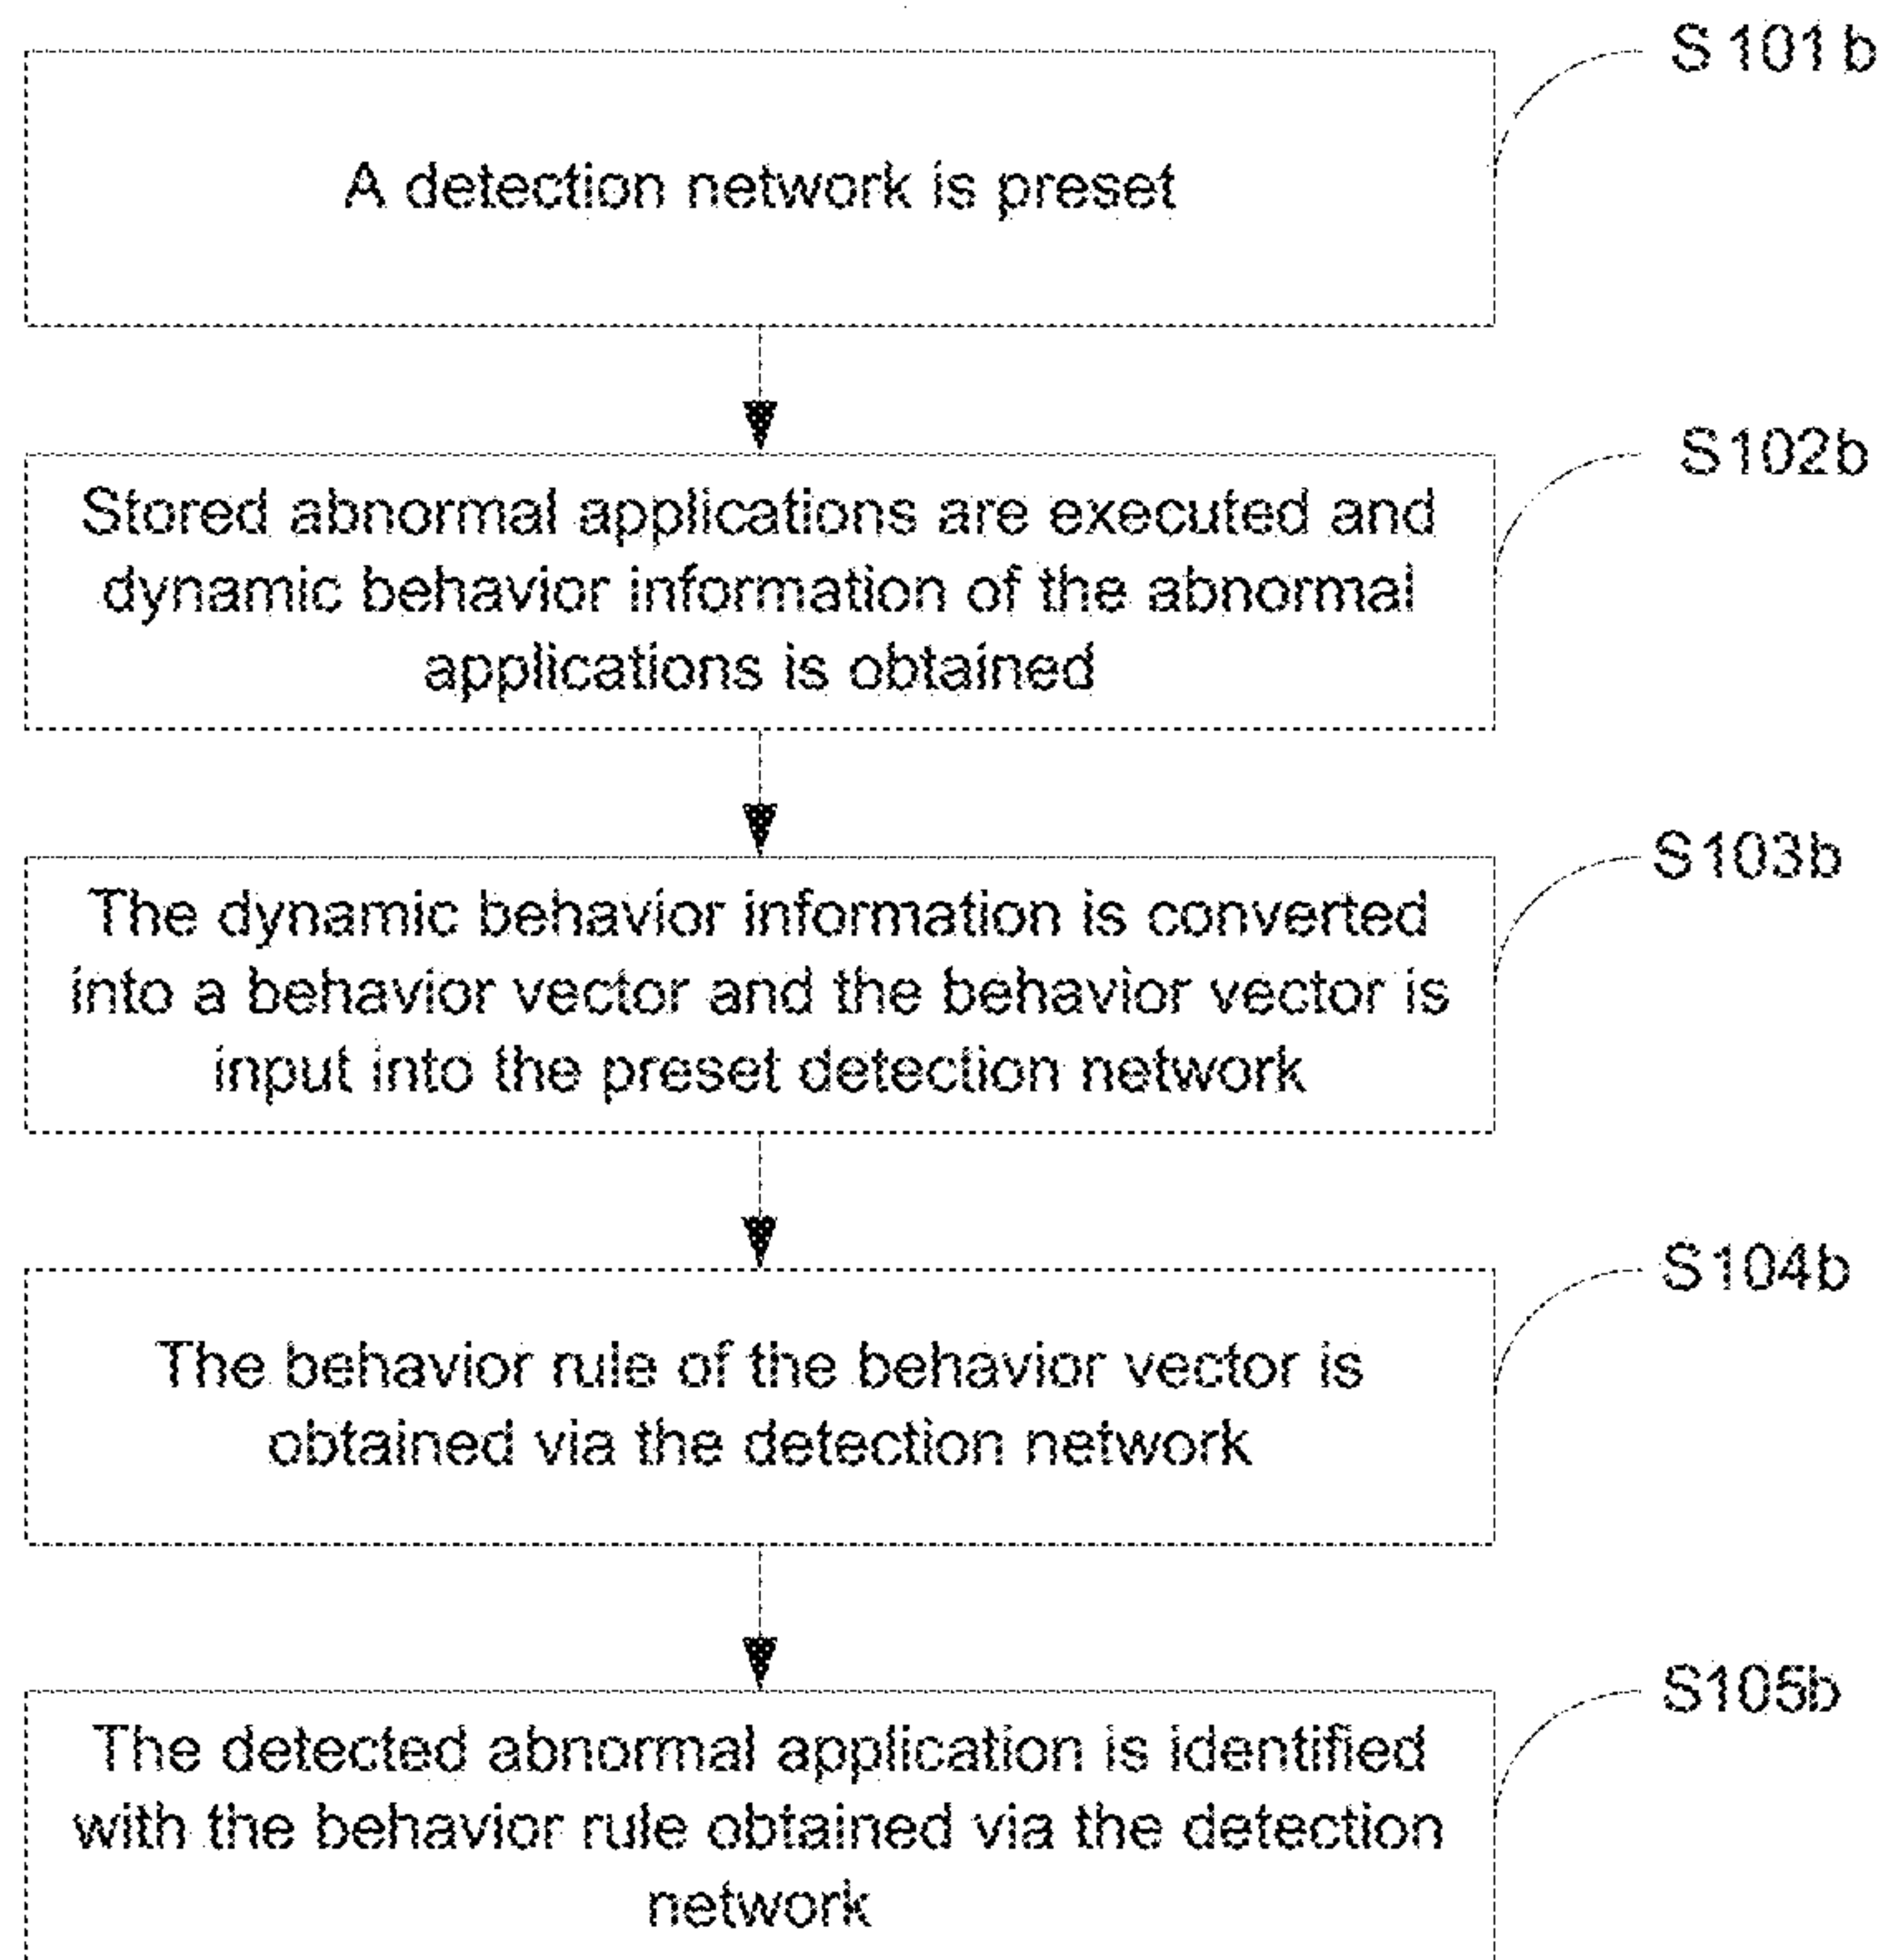 S101b
A detection network is preset
S102b
Stored abnormal applications are executed and
dynamic behavior information of the abnormal
applications is obtained
S103b
The dynamic behavior information is converted
into a behavior vector and the behavior vector is
input into the preset detection network
S104b
The behavior rule of the behavior vector is
obtained via the detection network
S105b
The detected abnormal application is identified
with the behavior rule obtained via the detection
network